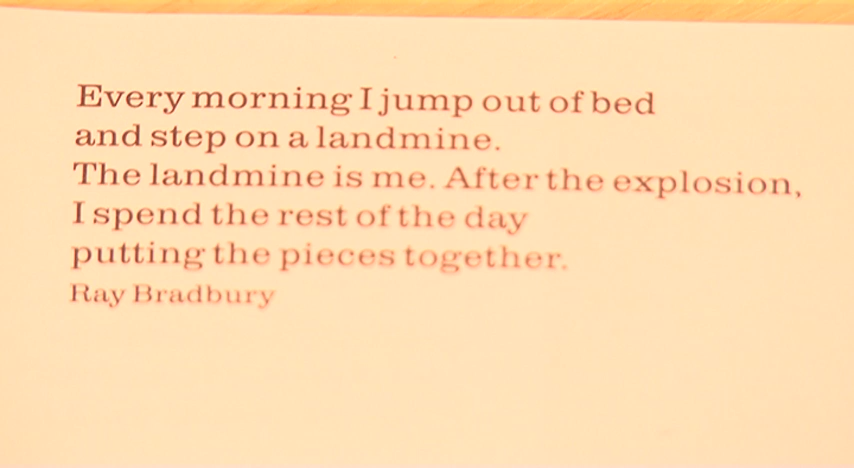 Every morning I jump out of bed
and step on a landmine.
The landmine is me. After the explosion,
I spend the rest of the day
putting the pieces together.
Ray Bradbury